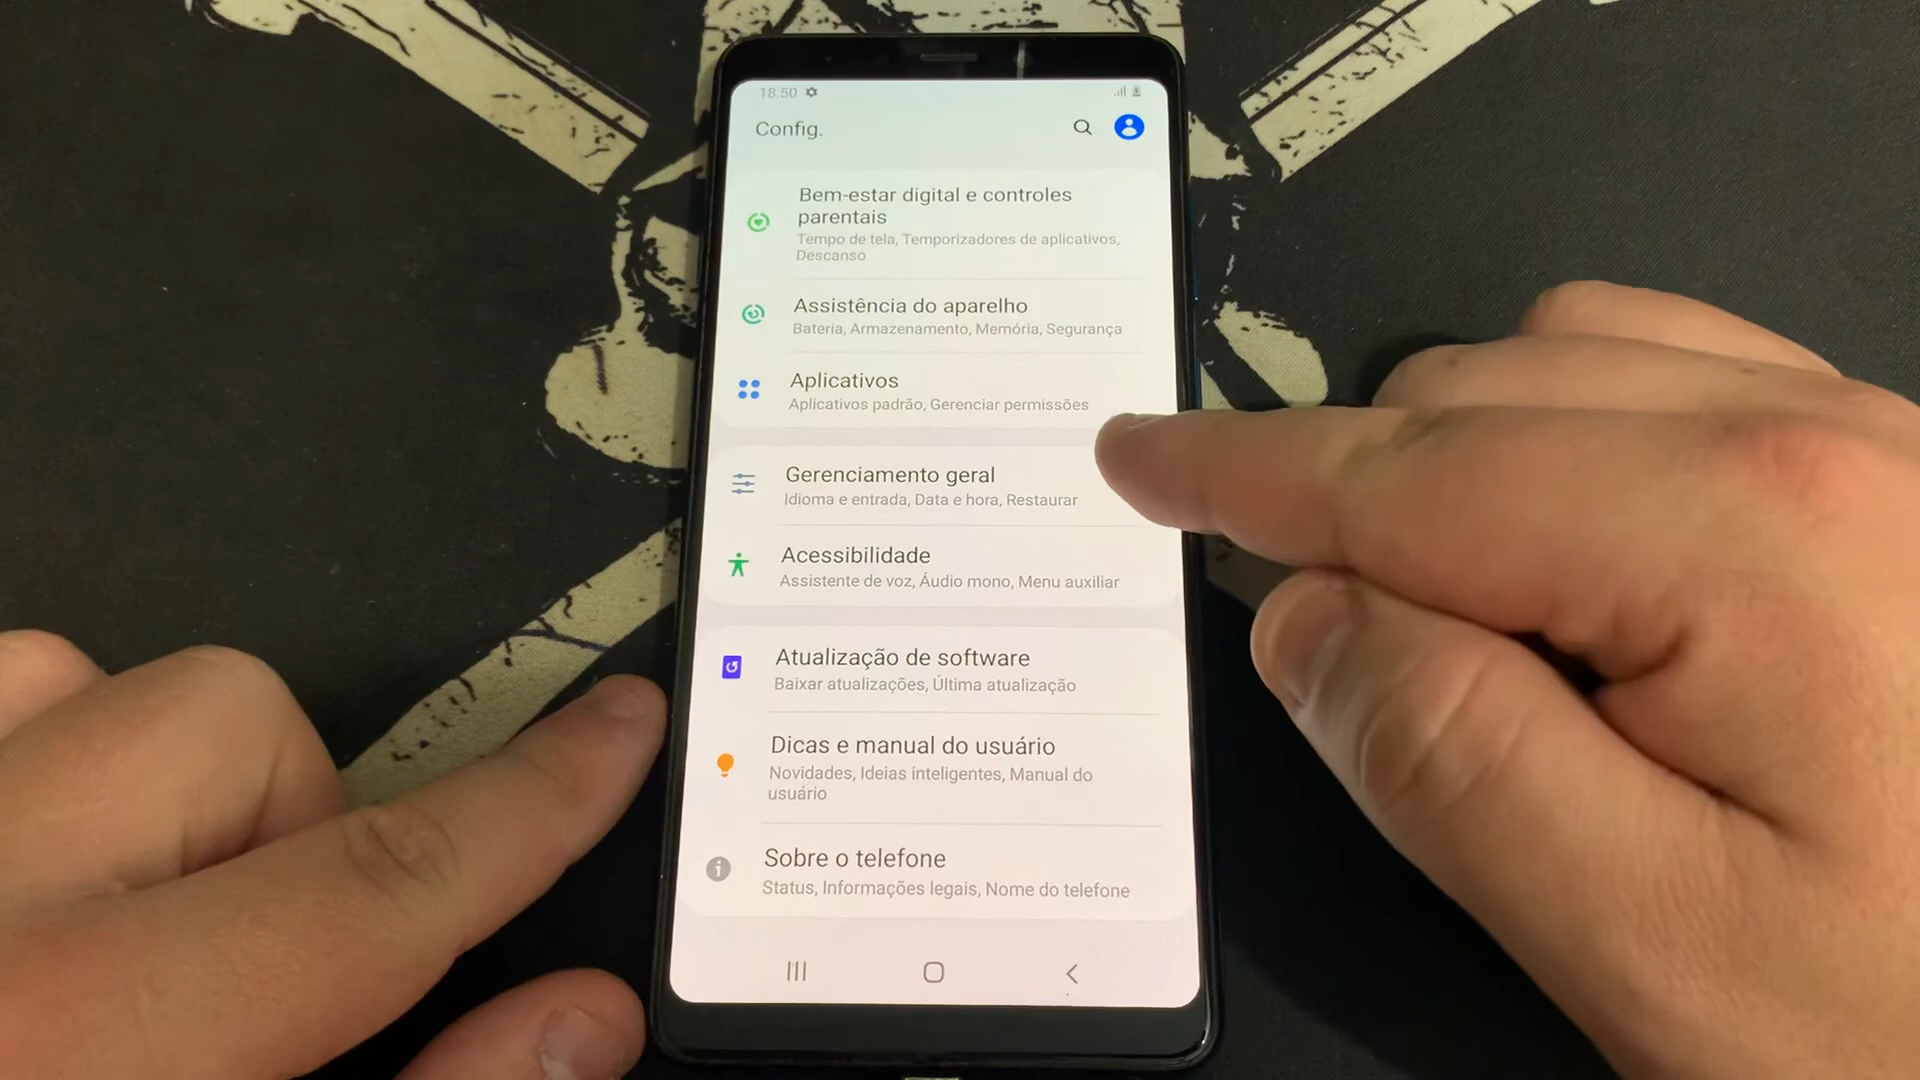 18:50
Config.
Bem-estar digital e controles
parentais
Tempo de tela, Temporizadores de aplicativos,
Descanso
Assistência do aparelho
Bateria, Armazenamento, Memória, Segurança
Aplicativos
Aplicativos padrão, Gerenciar permissões
Gerenciamento geral
Idioma e entrada, Data e hora, Restaurar
Acessibilidade
Assistente de voz, Áudio mono, Menu auxiliar
Atualização de software
Baixar atualizações, Última atualização
Dicas e manual do usuário
Novidades, Ideias inteligentes, Manual do
usuário
Sobre o telefone
Status, Informações legais, Nome do telefone